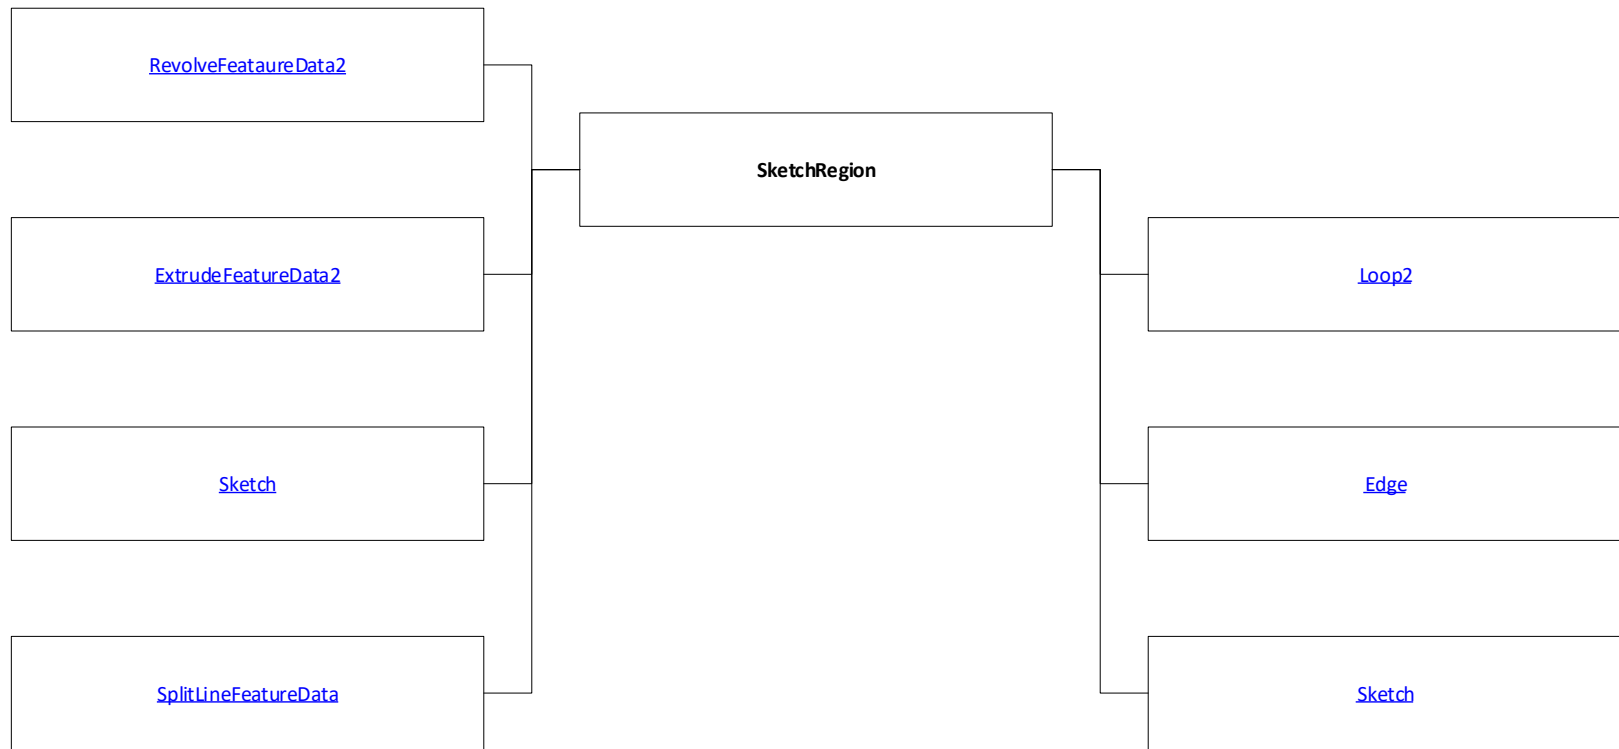 RevolveFeataureData2
SketchRegion
ExtrudeFeatureData2
Loop2
Sketch
Edge
SplitLineFeatureData
Sketch